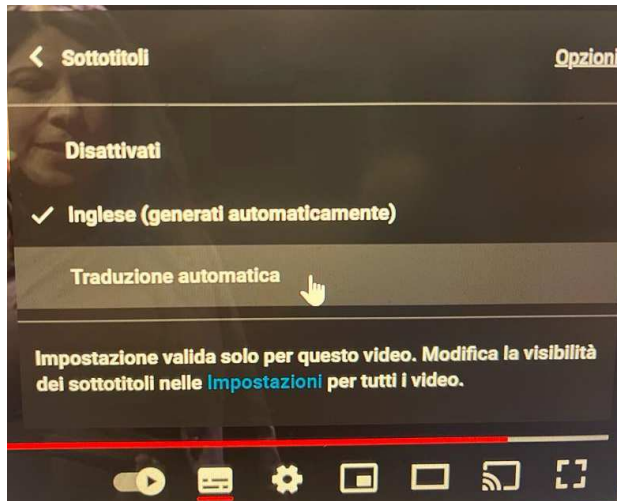 Sottotitoli
Opzioni
Disattivati
Inglese (generati automaticamente)
Traduzione automatica
Impostazione valida solo per questo video. Modifica la visibilità
dei sottotitoli nelle Impostazioni per tutti i video.